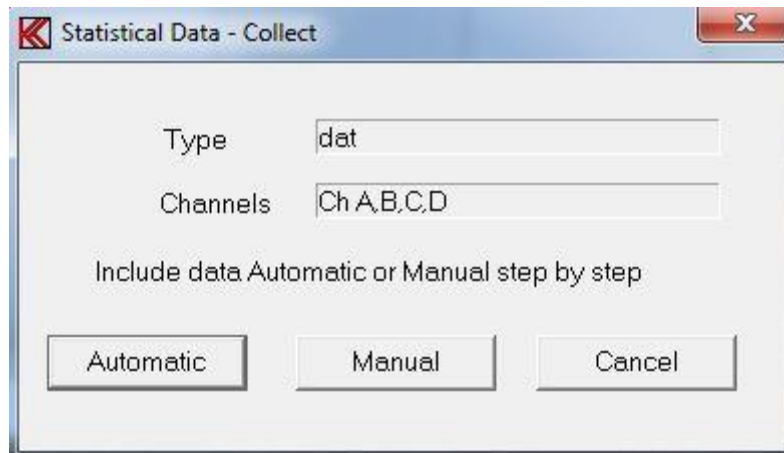 Statistical Data - Collect
Type dat
Channels Ch A,B,C,D
Include data Automatic or Manual step by step
Automatic Manual Cancel